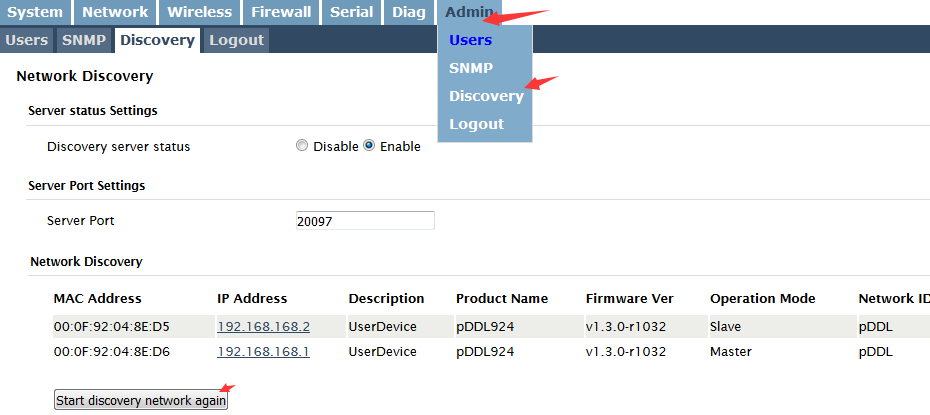 System Network Wireless Firewall Serial Diag Admin
Users SNMP Discovery Logout
Users
SNMP
Discovery
Logout
Network Discovery
Server status Settings
Discovery server status Disable Enable
Server Port Settings
Server Port 20097
Network Discovery
MAC Address IP Address Description Product Name Firmware Ver Operation Mode Network ID
00:0F:92:04:8E:D5 192.168.168.2 UserDevice pDDL924 v1.3.0-r1032 Slave pDDL
00:0F:92:04:8E:D6 192.168.168.1 UserDevice pDDL924 v1.3.0-r1032 Master pDDL
Start discovery network again